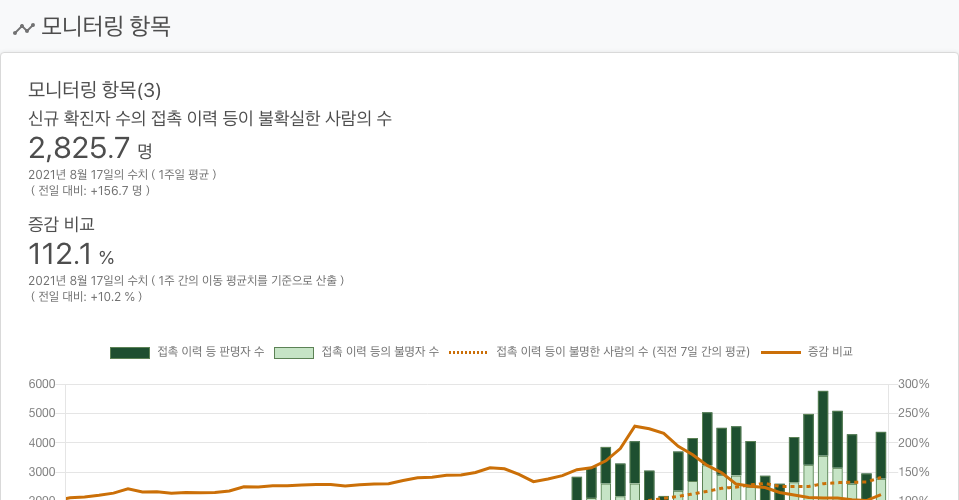 모니터링 항목
모니터링 항목(3)
신규 확진자 수의 접촉 이력 등이 불확실한 사람의 수
2,825.7 명
2021년 8월 17일의 수치 ( 1주일 평균 )
( 전일 대비: +156.7 명 )
증감 비교
112.1 %
2021년 8월 17일의 수치 ( 1주 간의 이동 평균치를 기준으로 산출 )
( 전일 대비: +10.2 % )
접촉 이력 등 판명자 수 접촉 이력 등의 불명자 수 접촉 이력 등이 불명한 사람의 수 (직전 7일 간의 평균) 증감 비교
6000 300%
5000 250%
4000 200%
3000 150%
2000 100%